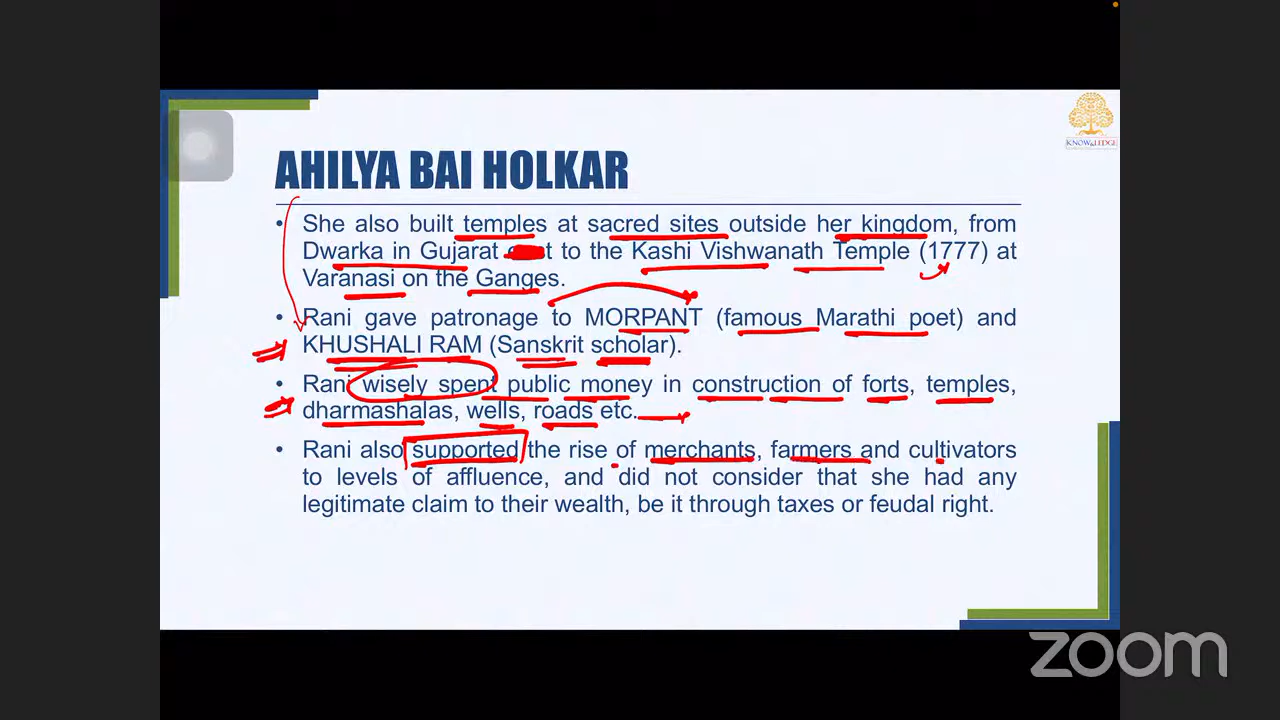 KNOW&LEDGE
AHILYA BAI HOLKAR
• She also built temples at sacred sites outside her kingdom, from
Dwarka in Gujarat to the Kashi Vishwanath Temple (1777) at
Varanasi on the Ganges.
• Rani gave patronage to MORPANT (famous Marathi poet) and
KHUSHALI RAM (Sanskrit scholar).
• Rani wisely spent public money in construction of forts, temples,
dharmashalas, wells, roads etc.
• Rani also supported the rise of merchants, farmers and cultivators
to levels of affluence, and did not consider that she had any
legitimate claim to their wealth, be it through taxes or feudal right.
zoom